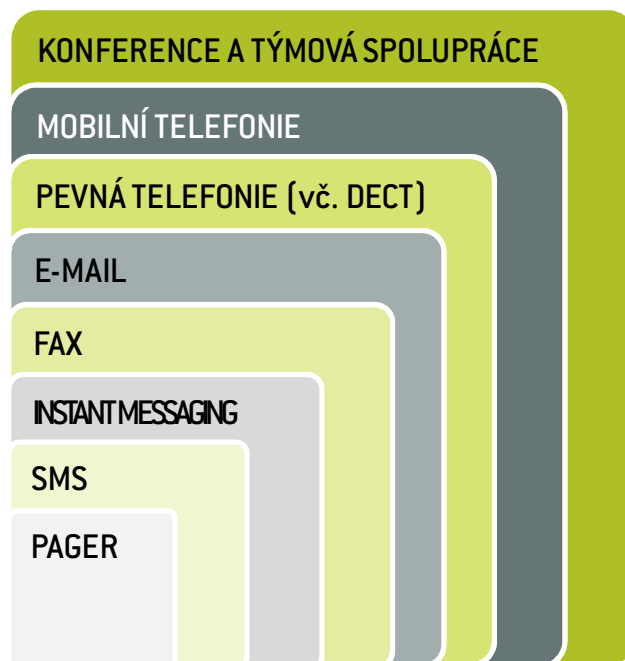 KONFERENCE A TÝMOVÁ SPOLUPRÁCE
MOBILNÍ TELEFONIE
PEVNÁ TELEFONIE (vč. DECT)
E-MAIL
FAX
INSTANT MESSAGING
SMS
PAGER